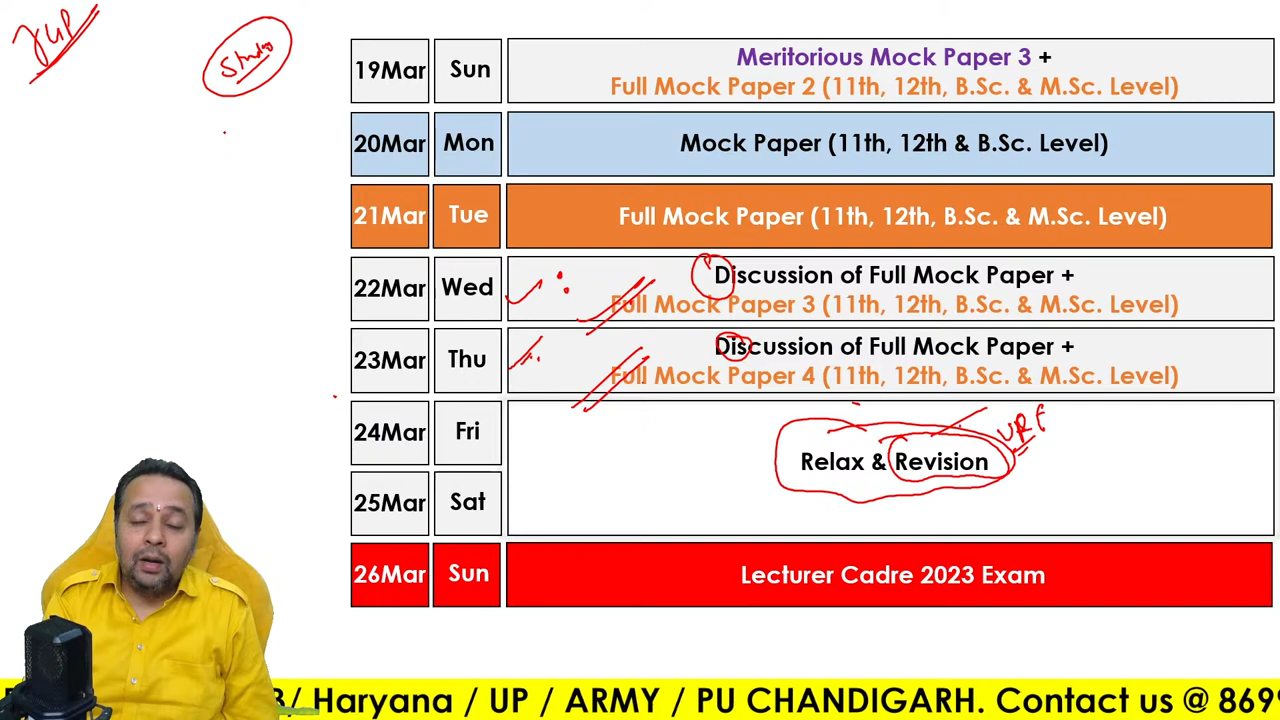 Study
19Mar Sun Meritorious Mock Paper 3 +
Full Mock Paper 2 (11th, 12th, B.Sc. & M.Sc. Level)
20Mar Mon Mock Paper (11th, 12th & B.Sc. Level)
21Mar Tue Full Mock Paper (11th, 12th, B.Sc. & M.Sc. Level)
22Mar Wed Discussion of Full Mock Paper +
Full Mock Paper 3 (11th, 12th, B.Sc. & M.Sc. Level)
23Mar Thu Discussion of Full Mock Paper +
Full Mock Paper 4 (11th, 12th, B.Sc. & M.Sc. Level)
24Mar Fri
Relax & Revision
25Mar Sat
26Mar Sun Lecturer Cadre 2023 Exam
/ Haryana / UP / ARMY / PU CHANDIGARH. Contact us @ 869